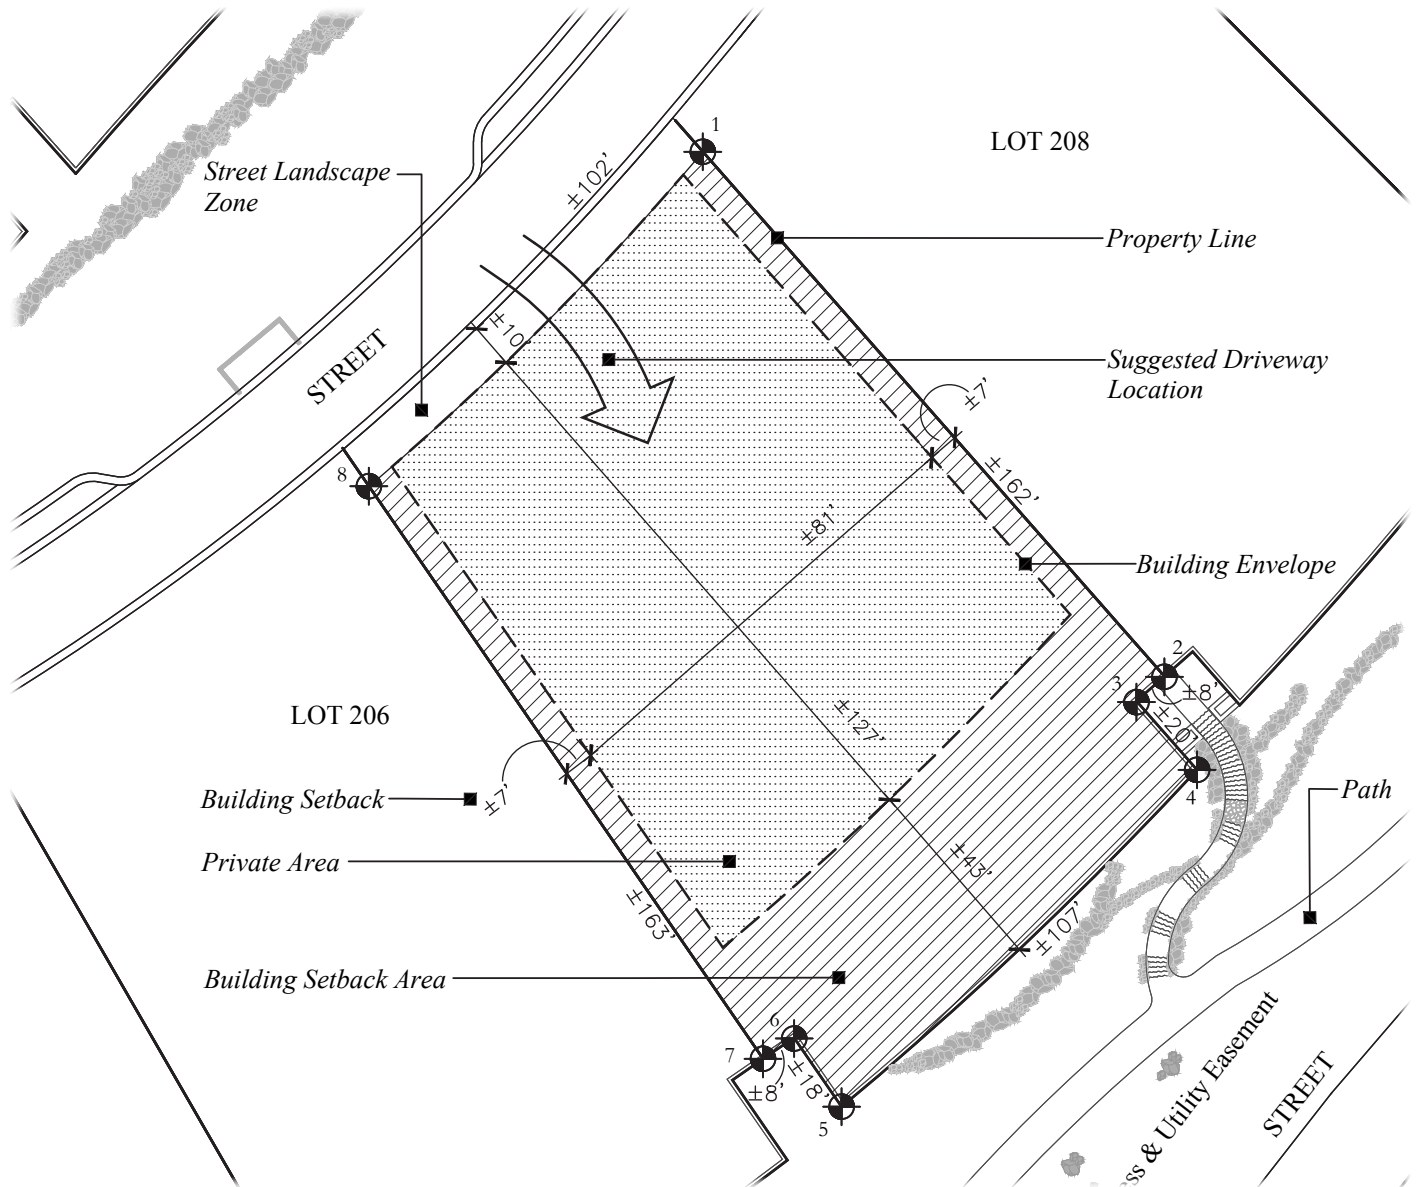 1
LOT 208
Street Landscape
Zone
±102’
Property Line
±10’
STREET
Suggested Driveway
Location
±7’
±162’
8
±81’
Building Envelope
2
3
±8’
±20’
LOT 206
±127’
4
Path
Building Setback
±7’
Private Area
±43’
±163’
±107’
Building Setback Area
6
7
±8’
±18’
5
ss & Utility Easement
STREET